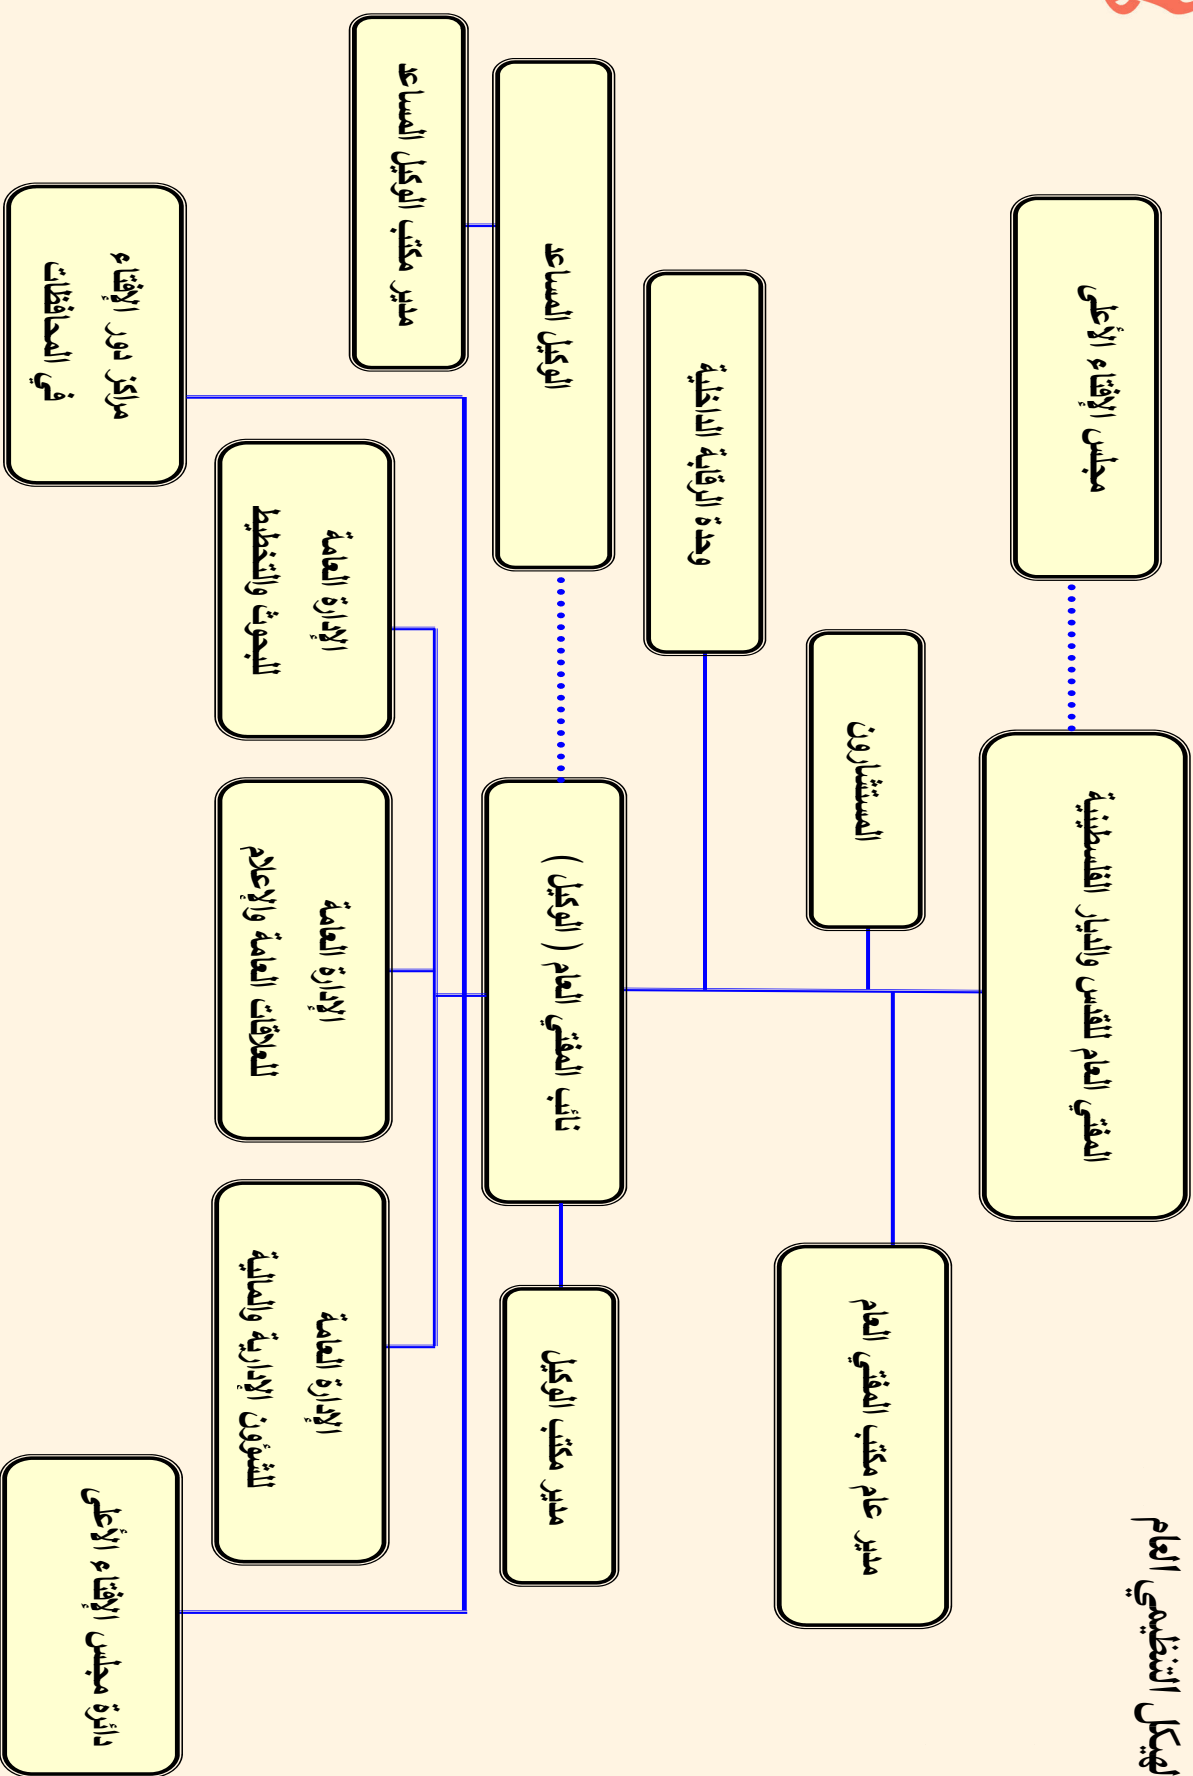 لهيكل التنظيمي العام
المفتي العام للقدس والديار الفلسطينية
مجلس الإفتاء الأعلى
مدير عام مكتب المفتي العام
المستشارون
وحدة الرقابة الداخلية
مدير مكتب الوكيل
نائب المفتي العام ( الوكيل )
الوكيل المساعد
مدير مكتب الوكيل المساعد
الإدارة العامة
للشؤون الإدارية والمالية
الإدارة العامة
للعلاقات العامة والإعلام
الإدارة العامة
للبحوث والتخطيط
دائرة مجلس الإفتاء الأعلى
مراكز دور الإفتاء
في المحافظات